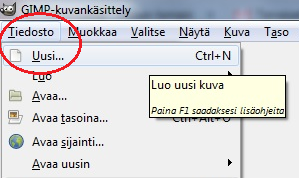 GIMP-kuvankäsittely
Tiedosto Muokkaa Valitse Näytä Kuva Taso
Uusi... Ctrl+N
Luo
Luo uusi kuva
Paina F1 saadaksesi lisäohjeita
Avaa...
Avaa tasoina... Ctrl+Alt+O
Avaa sijainti...
Avaa uusin